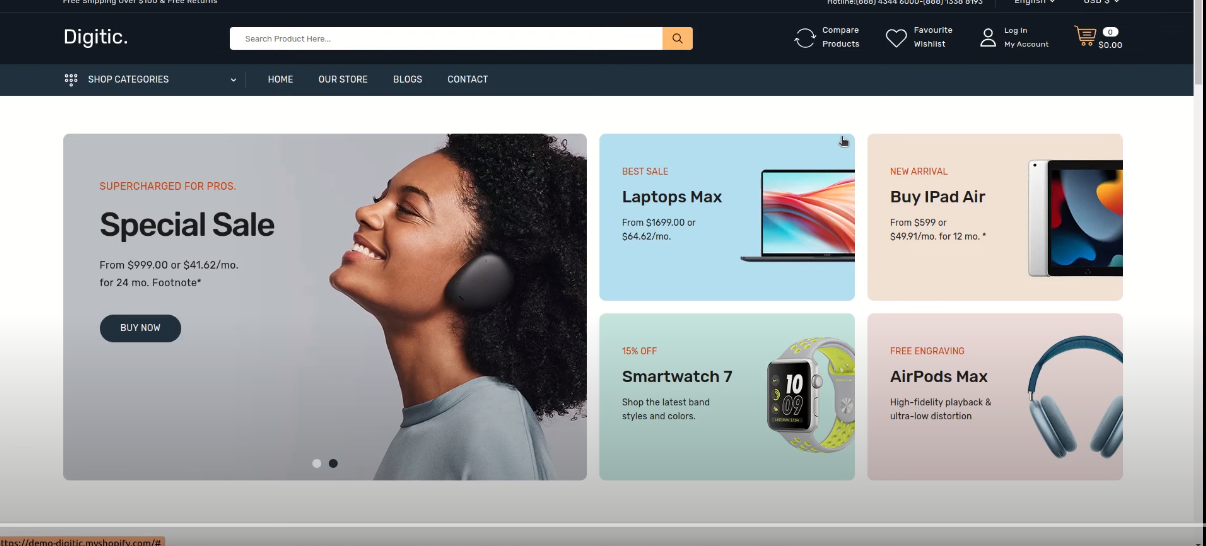 Free Shipping Over $100 & Free Returns
Hotline:(888) 4344 6000-(888) 1338 8193
English
USD $
Digitic.
Search Product Here...
Compare
Products
Favourite
Wishlist
Log In
My Account
0
$0.00
SHOP CATEGORIES
HOME
OUR STORE
BLOGS
CONTACT
SUPERCHARGED FOR PROS.
Special Sale
From $999.00 or $41.62/mo.
for 24 mo. Footnote*
BUY NOW
BEST SALE
Laptops Max
From $1699.00 or
$64.62/mo.
NEW ARRIVAL
Buy IPad Air
From $599 or
$49.91/mo. for 12 mo. *
15% OFF
Smartwatch 7
Shop the latest band
styles and colors.
10
09
FREE ENGRAVING
AirPods Max
High-fidelity playback &
ultra-low distortion
ttps://demo-digitic.myshopify.com/#